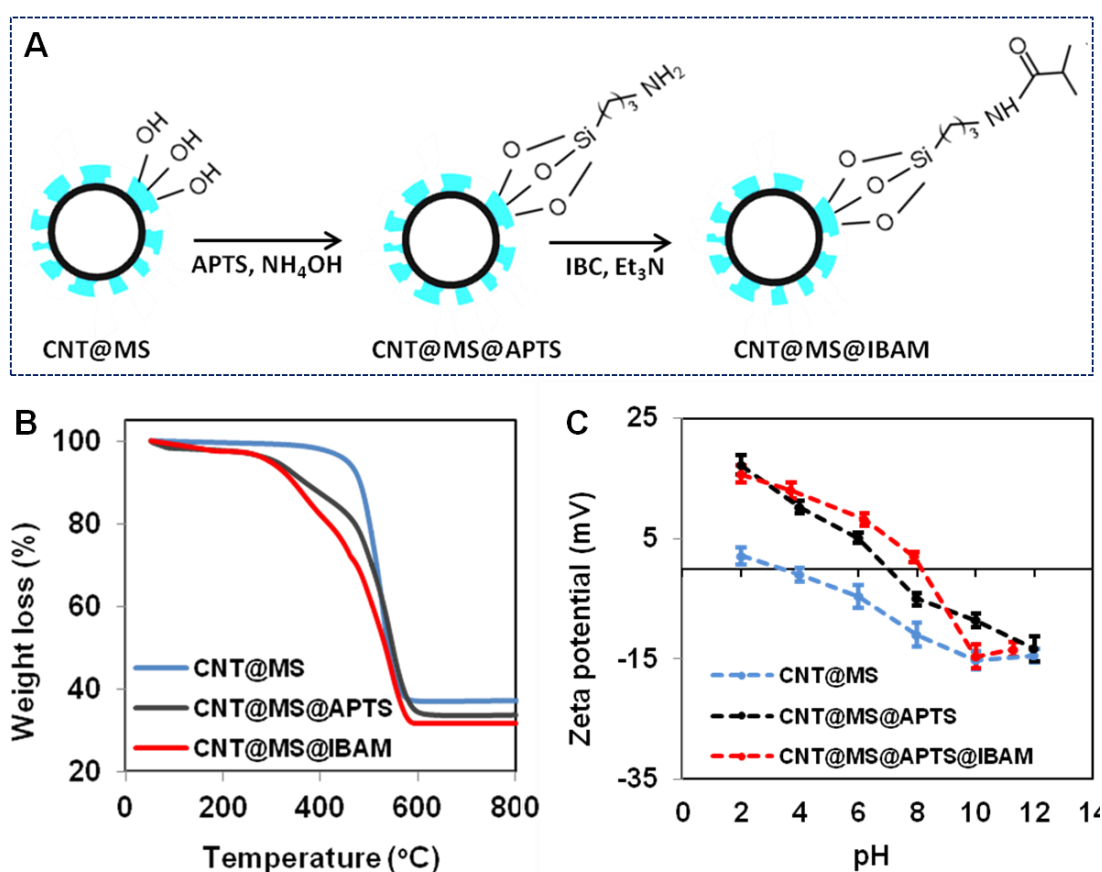 A
OH
OH
OH
O
O
O
Si
( )3
NH2
O
O
O
Si
( )3
NH
O
APTS, NH4OH
IBC, Et3N
CNT@MS
CNT@MS@APTS
CNT@MS@IBAM
B
Weight loss (%)
100
80
60
40
20
0
200
400
600
800
Temperature (oC)
CNT@MS
CNT@MS@APTS
CNT@MS@IBAM
C
Zeta potential (mV)
25
5
-15
-35
0
2
4
6
8
10
12
14
pH
CNT@MS
CNT@MS@APTS
CNT@MS@APTS@IBAM